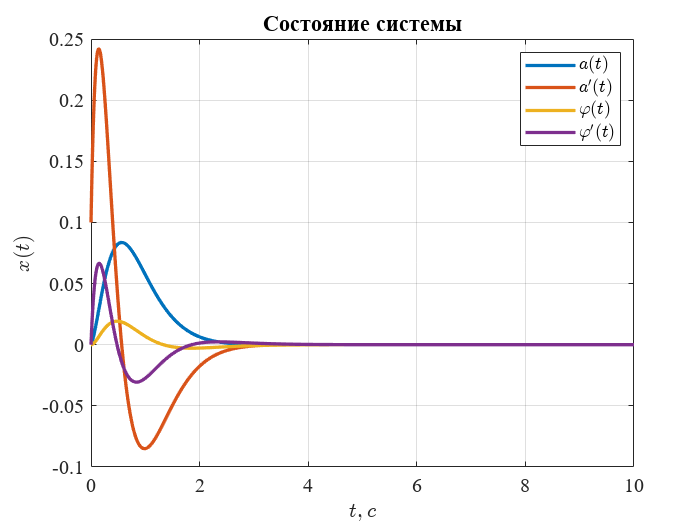 Состояние системы
0.25
0.2
0.15
0.1
0.05
0
-0.05
-0.1
x(t)
a(t)
a′(t)
φ(t)
φ′(t)
0 2 4 6 8 10
t, c